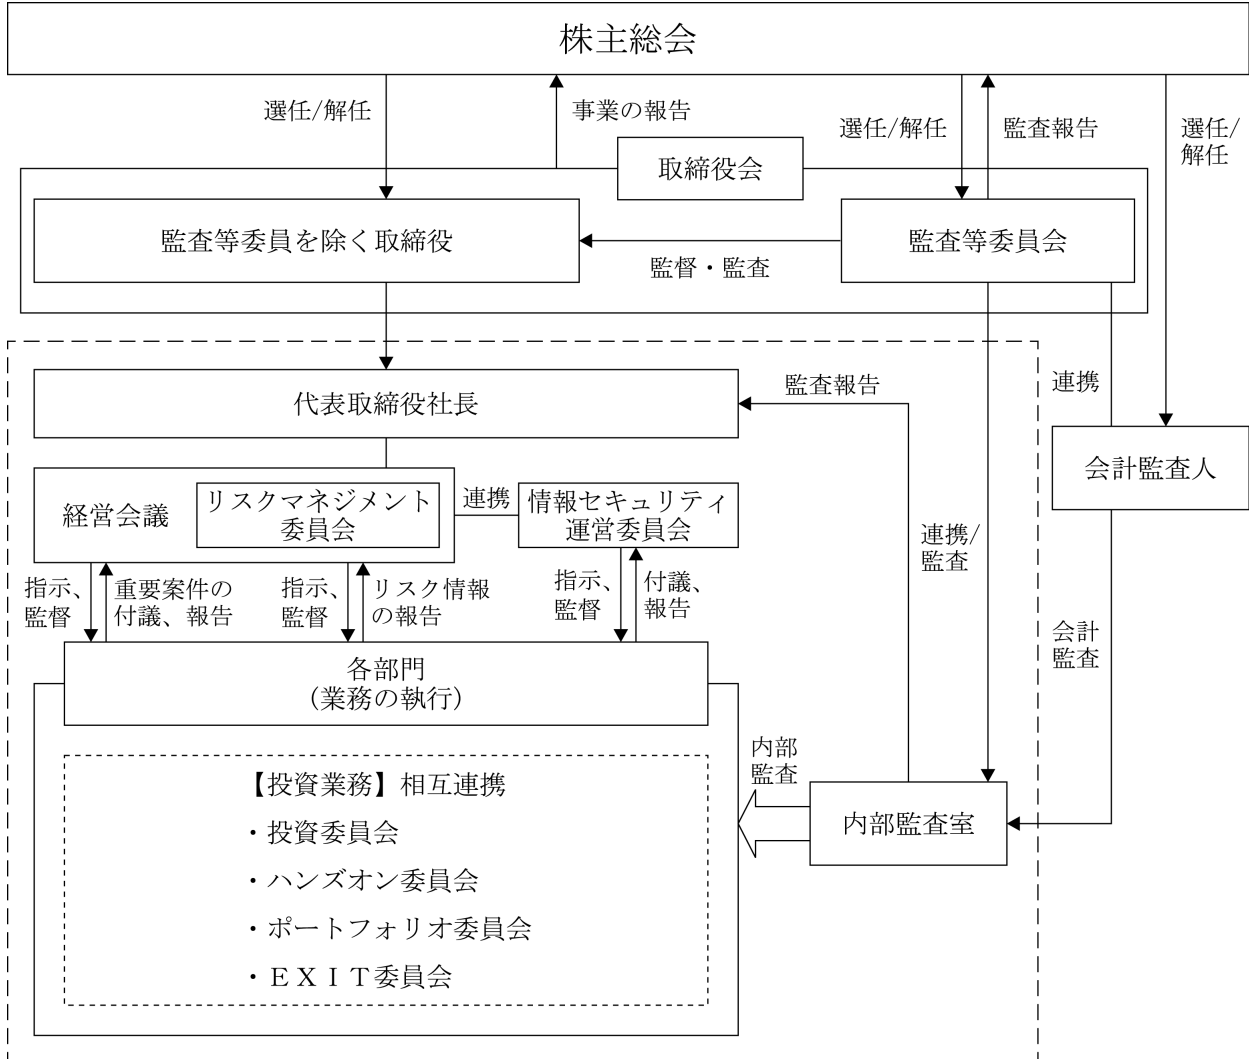 株主総会
選任/解任
事業の報告
選任/解任
監査報告
選任/
解任
取締役会
監査等委員を除く取締役
監督・監査
監査等委員会
代表取締役社長
監査報告
連携
会計監査人
経営会議
リスクマネジメント
委員会
連携
情報セキュリティ
運営委員会
連携/
監査
指示、
監督
重要案件の
付議、報告
指示、
監督
リスク情報
の報告
指示、
監督
付議、
報告
会計
監査
各部門
(業務の執行)
内部
監査
内部監査室
【投資業務】相互連携
・投資委員会
・ハンズオン委員会
・ポートフォリオ委員会
・ＥＸＩＴ委員会